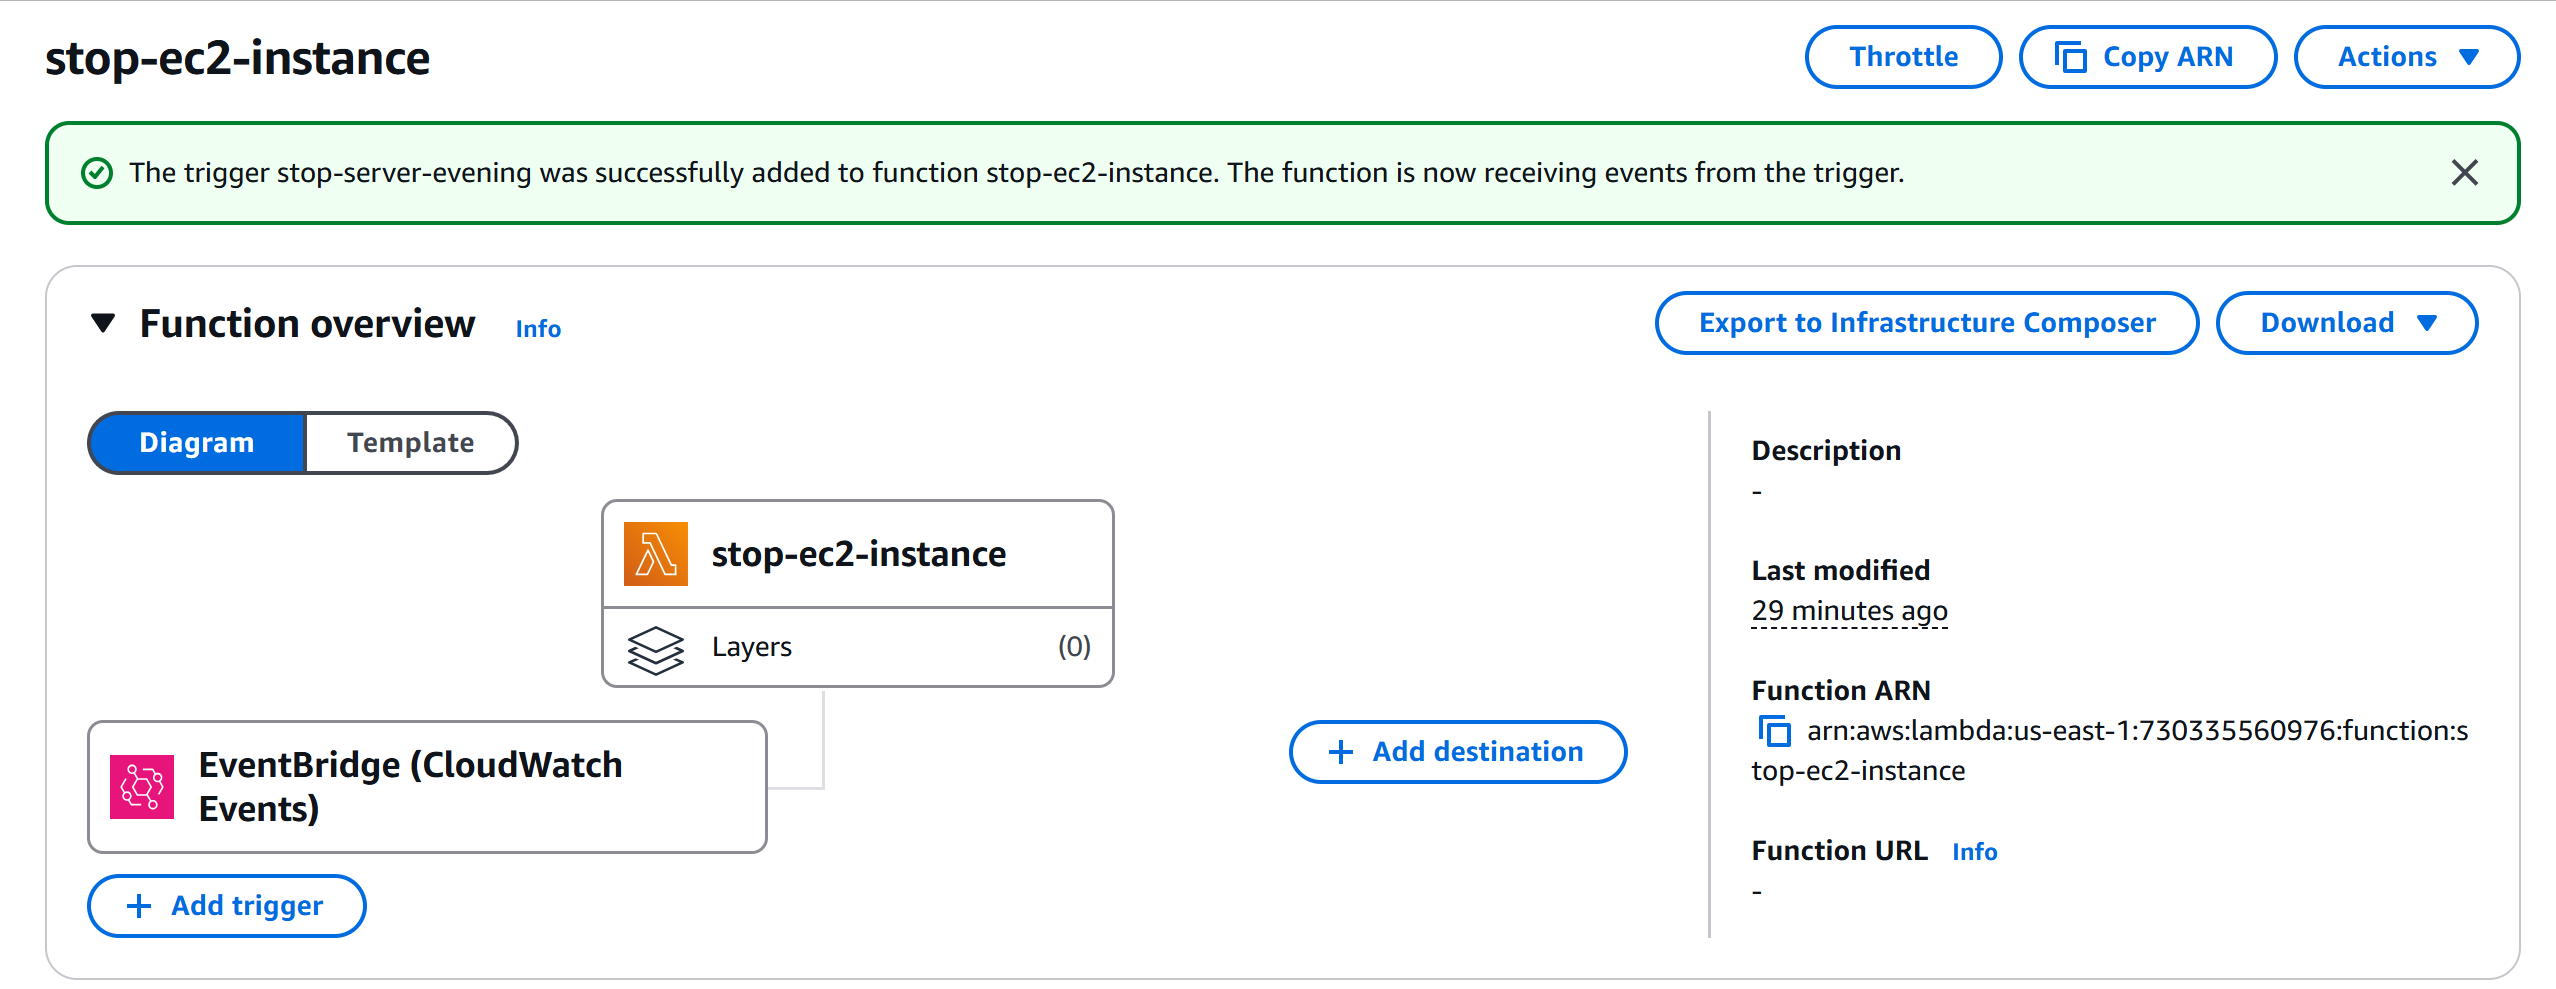 stop-ec2-instance
Throttle
Copy ARN
Actions
The trigger stop-server-evening was successfully added to function stop-ec2-instance. The function is now receiving events from the trigger.
Function overview
Info
Export to Infrastructure Composer
Download
Diagram
Template
stop-ec2-instance
Layers
(0)
EventBridge (CloudWatch
Events)
Add trigger
Add destination
Description
-
Last modified
29 minutes ago
Function ARN
arn:aws:lambda:us-east-1:730335560976:function:s
top-ec2-instance
Function URL
Info
-